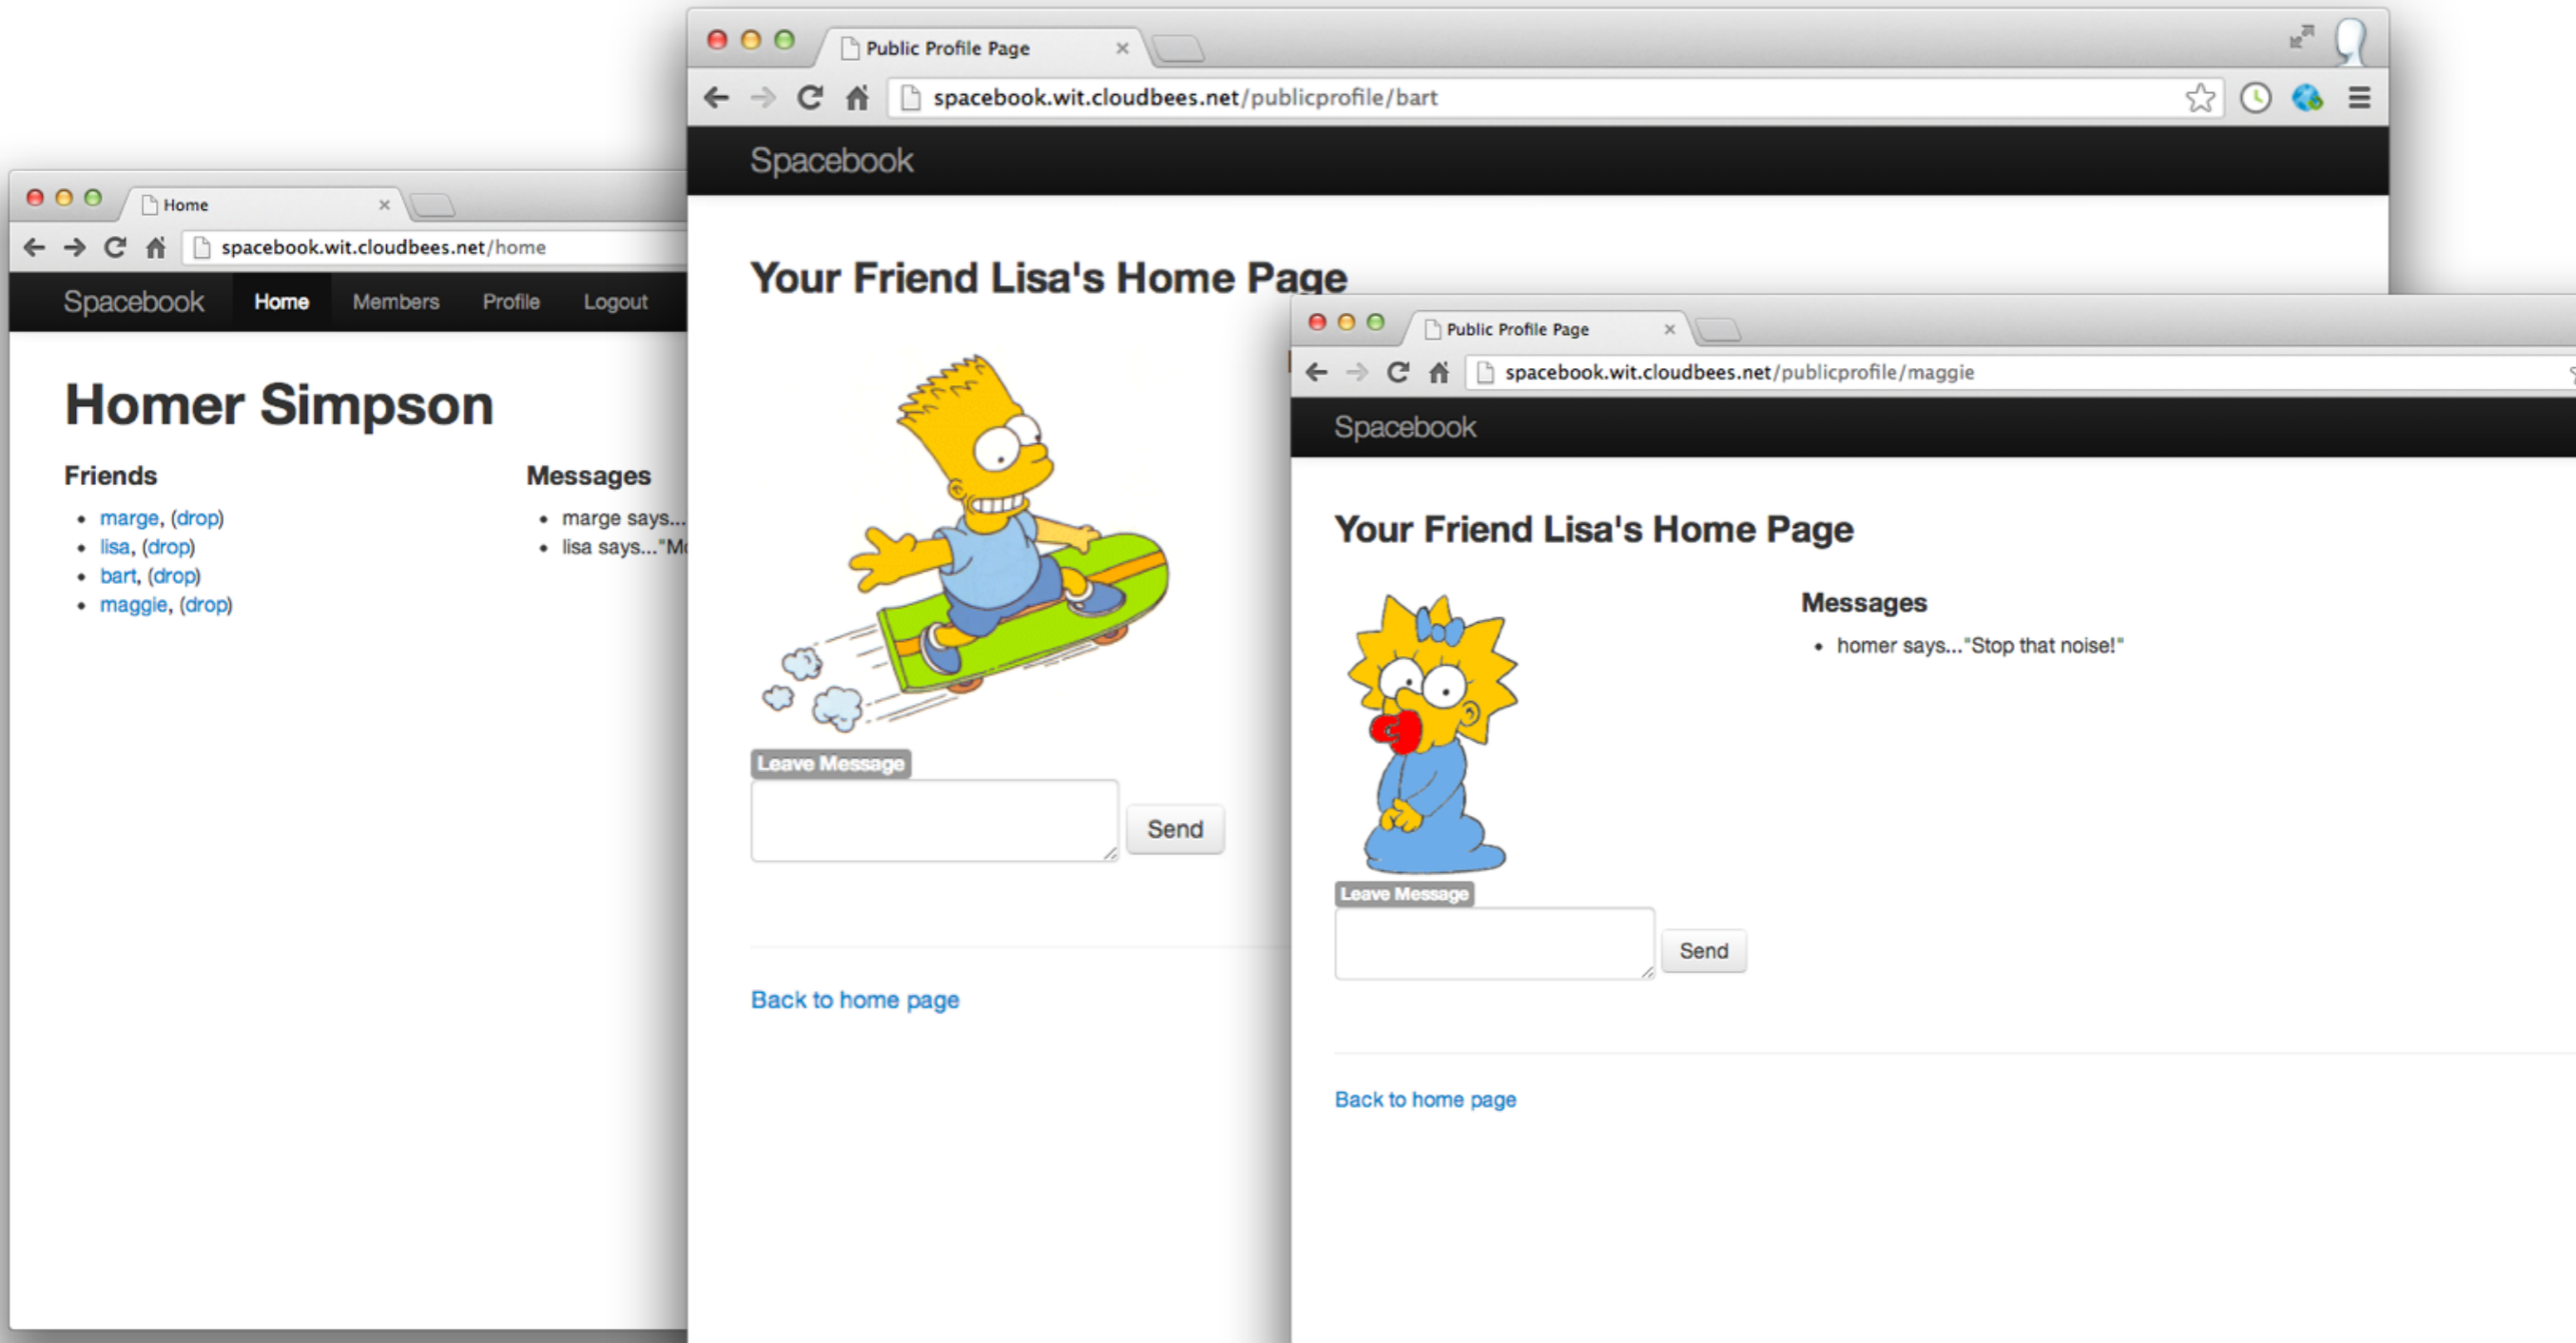 Home
spacebook.wit.cloudbees.net/home
Spacebook Home Members Profile Logout
Homer Simpson
Friends
marge, (drop)
lisa, (drop)
bart, (drop)
maggie, (drop)
Messages
marge says...
lisa says..."Mo
Public Profile Page
spacebook.wit.cloudbees.net/publicprofile/bart
Spacebook
Your Friend Lisa's Home Page
Leave Message
Send
Back to home page
Public Profile Page
spacebook.wit.cloudbees.net/publicprofile/maggie
Spacebook
Your Friend Lisa's Home Page
Messages
homer says..."Stop that noise!"
Leave Message
Send
Back to home page